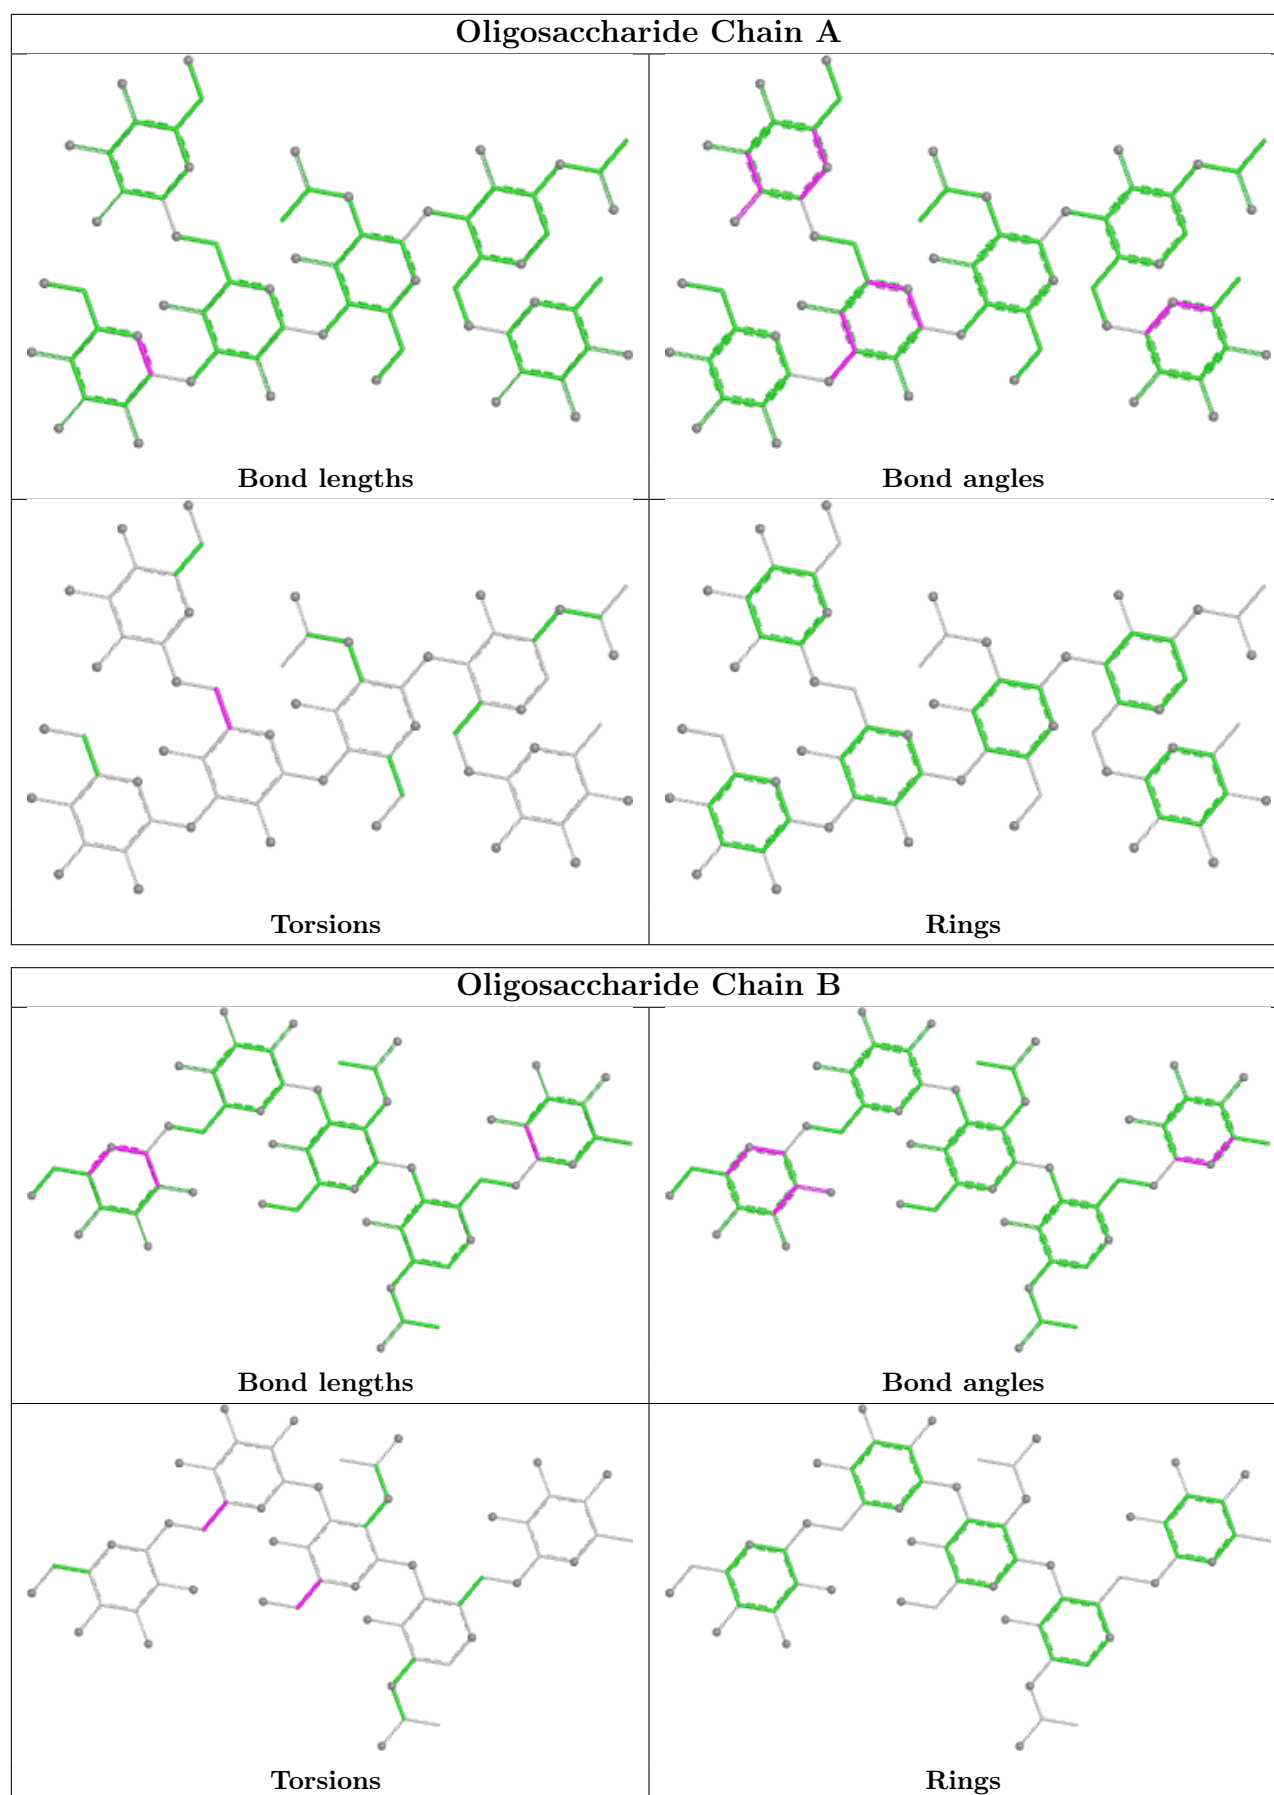 Oligosaccharide Chain A
Bond lengths
Bond angles
Torsions
Rings
Oligosaccharide Chain B
Bond lengths
Bond angles
Torsions
Rings